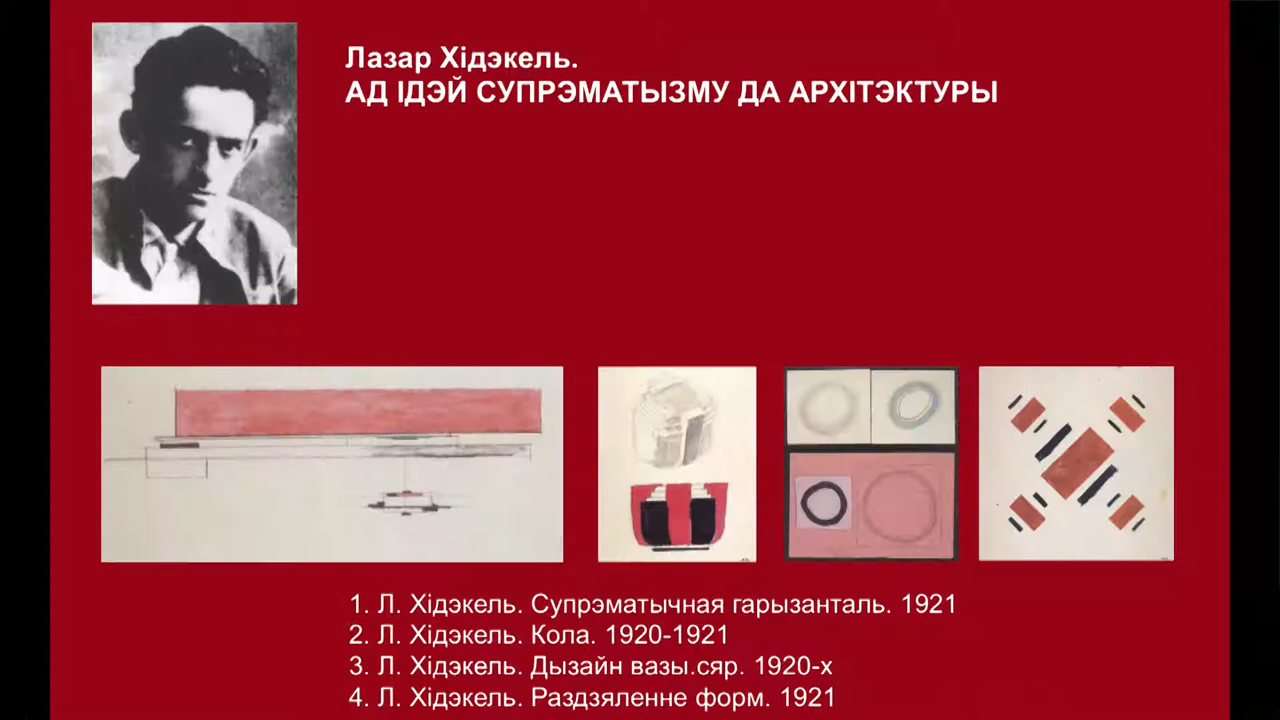 Лазар Хідэкель.
АД ІДЭЙ СУПРЭМАТЫЗМУ ДА АРХІТЭКТУРЫ
1. Л. Хідэкель. Супрэматычная гарызанталь. 1921
2. Л. Хідэкель. Кола. 1920-1921
3. Л. Хідэкель. Дызайн вазы.сяр. 1920-х
4. Л. Хідэкель. Раздзяленне форм. 1921